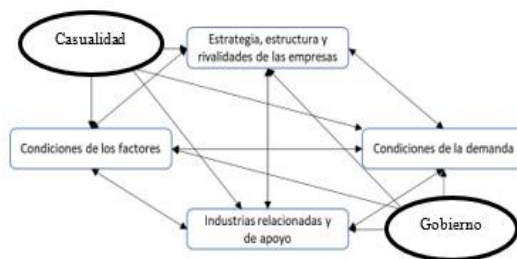 Casualidad
Estrategia, estructura y
rivalidades de las empresas
Condiciones de los factores
Condiciones de la demanda
Industrias relacionadas y
de apoyo
Gobierno